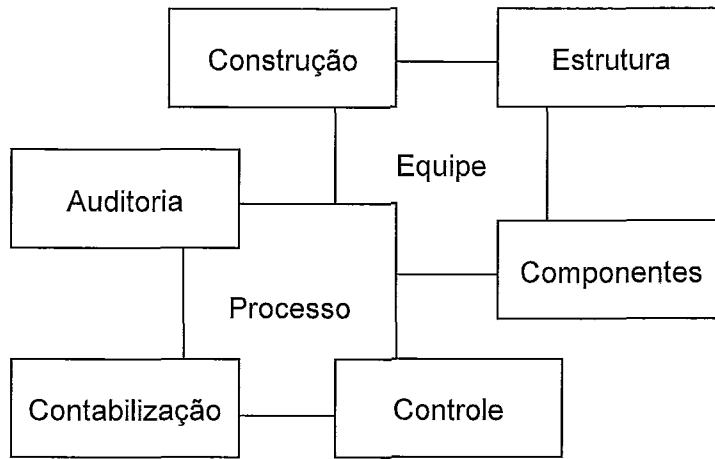 Construção
Estrutura
Equipe
Auditoria
Componentes
Processo
Contabilização
Controle